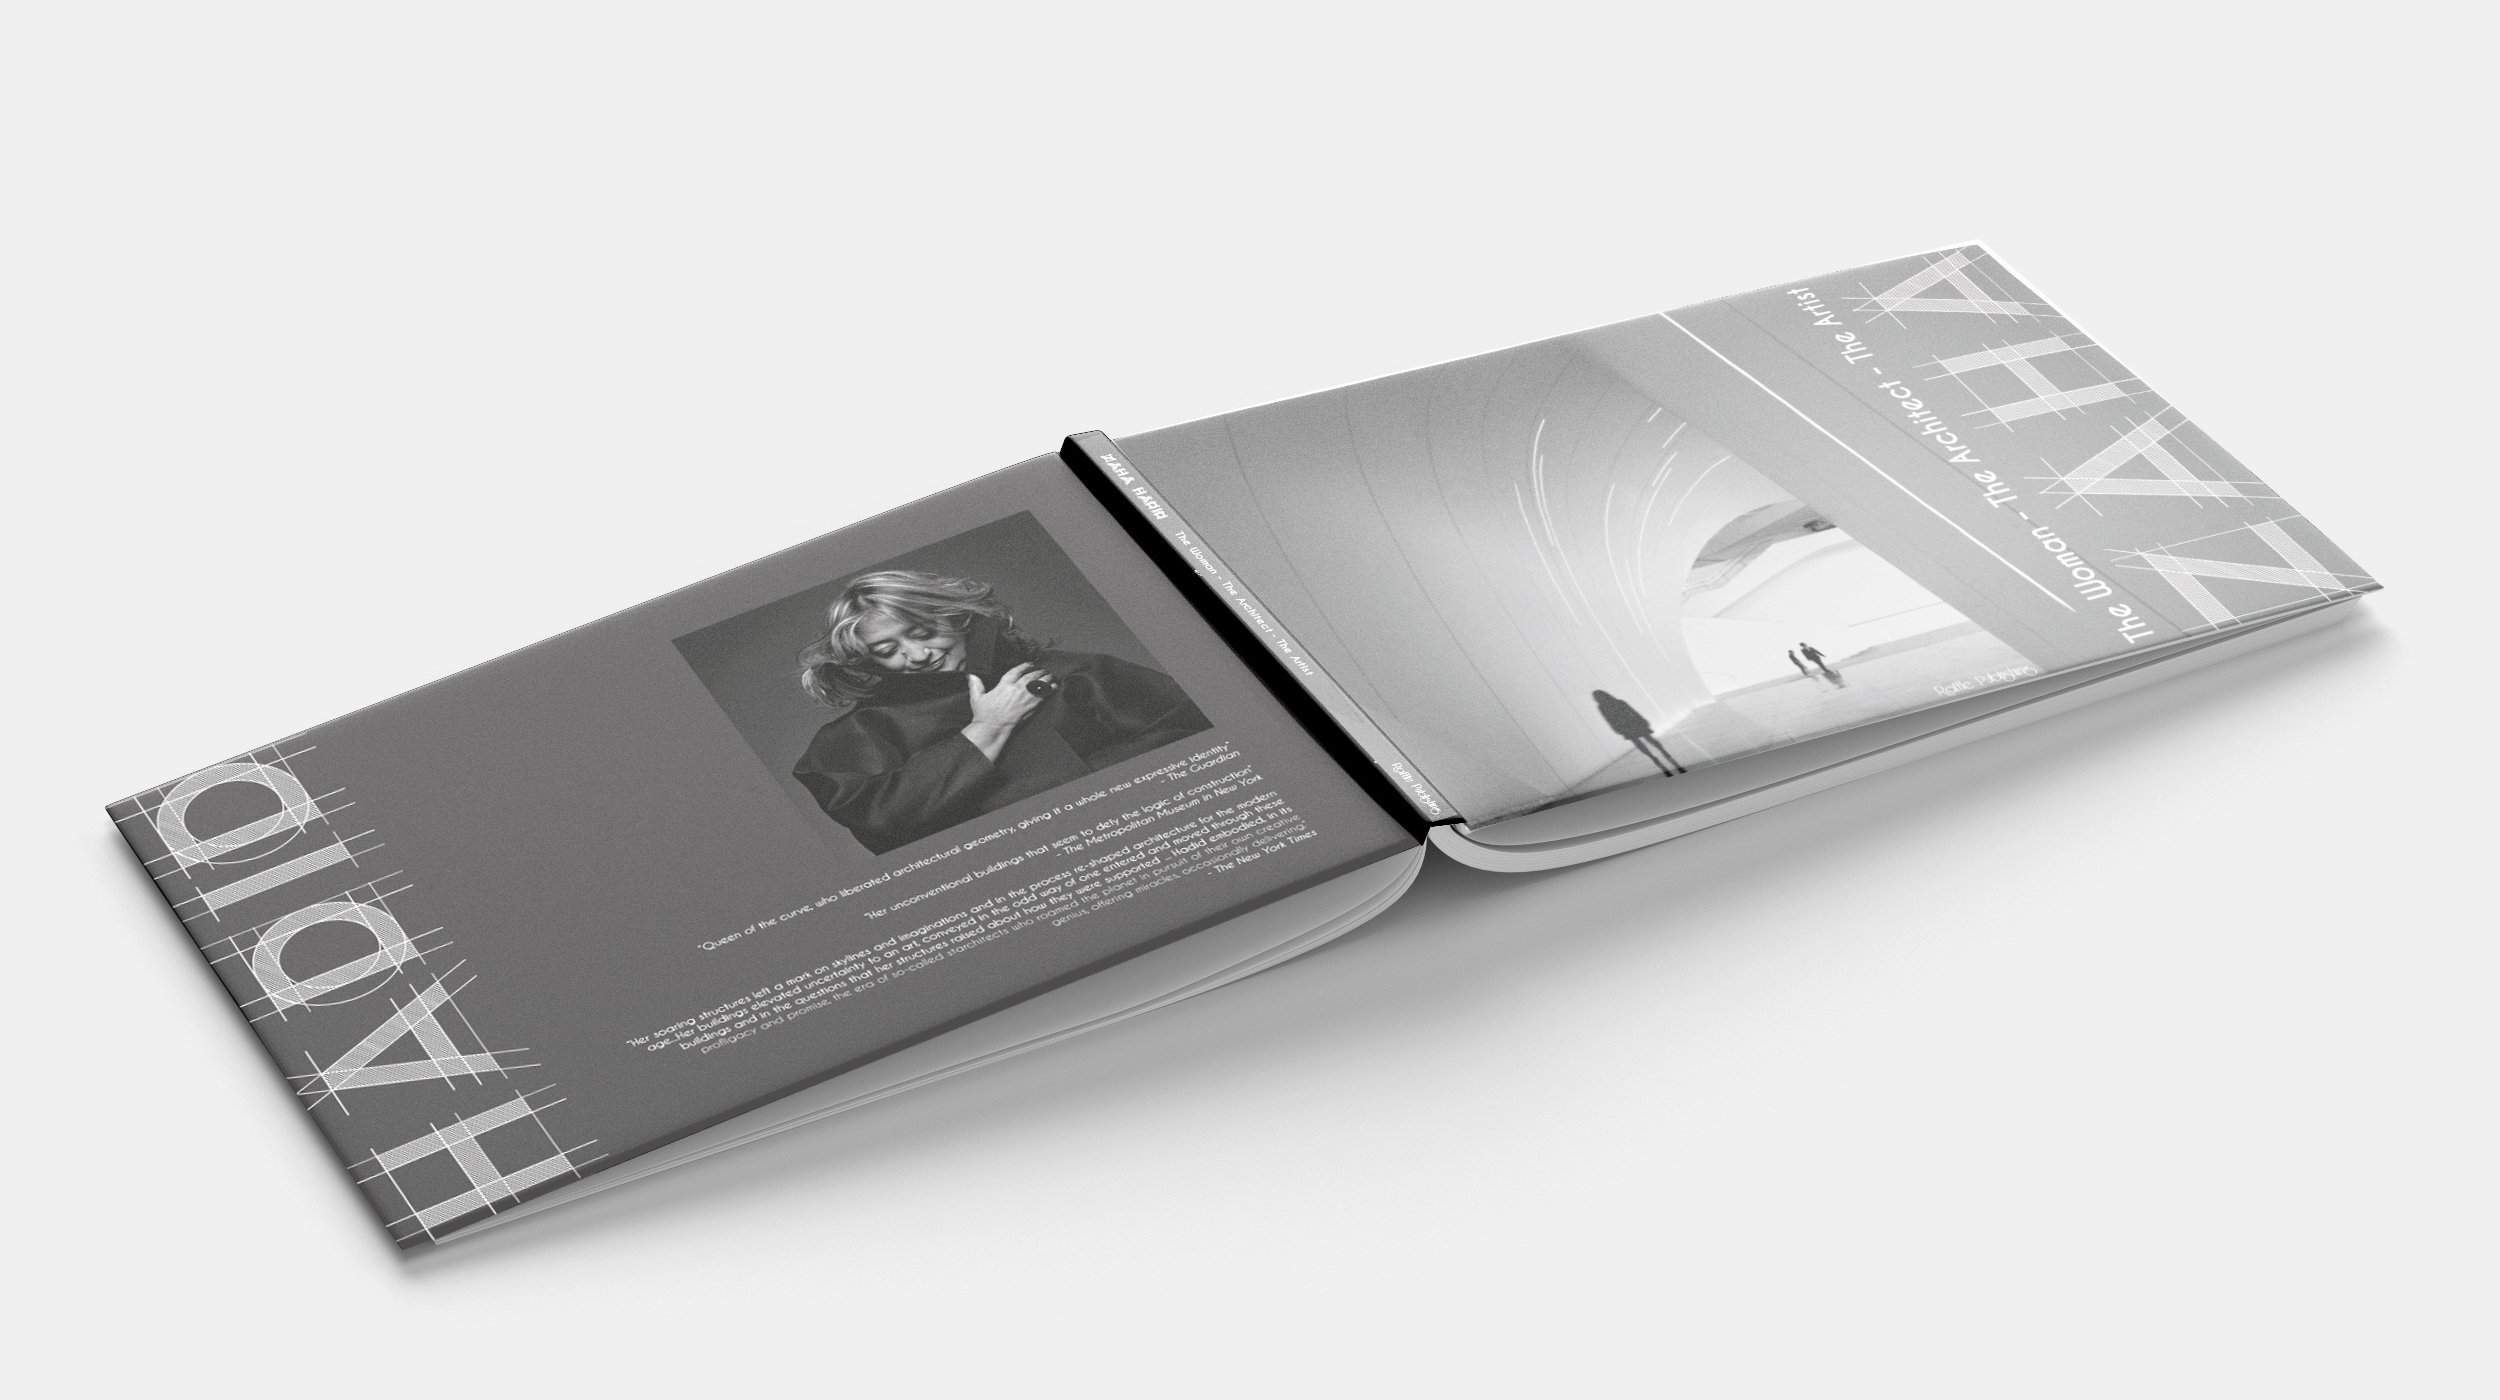 ZAHA
The Woman - The Architect - The Artist
Raffle Publishing
ZAHA HADID
The Woman - The Architect - The Artist
Raffle Publishing
HADID
"Queen of the curve, who liberated architectural geometry, giving it a whole new expressive identity"
- The Guardian
"Her unconventional buildings that seem to defy the logic of construction"
- The Metropolitan Museum in New York
"Her soaring structures left a mark on skylines and imaginations and in the process re-shaped architecture for the modern
age...Her buildings elevated uncertainty to an art, conveyed in the odd way of one entered and moved through these
buildings and in the questions that her structures raised about how they were supported – Hadid embodied, in its
profligacy and promise, the era of so-called starchitects who roamed the planet in pursuit of their own creative
genius, offering miracles, occasionally delivering."
- The New York Times